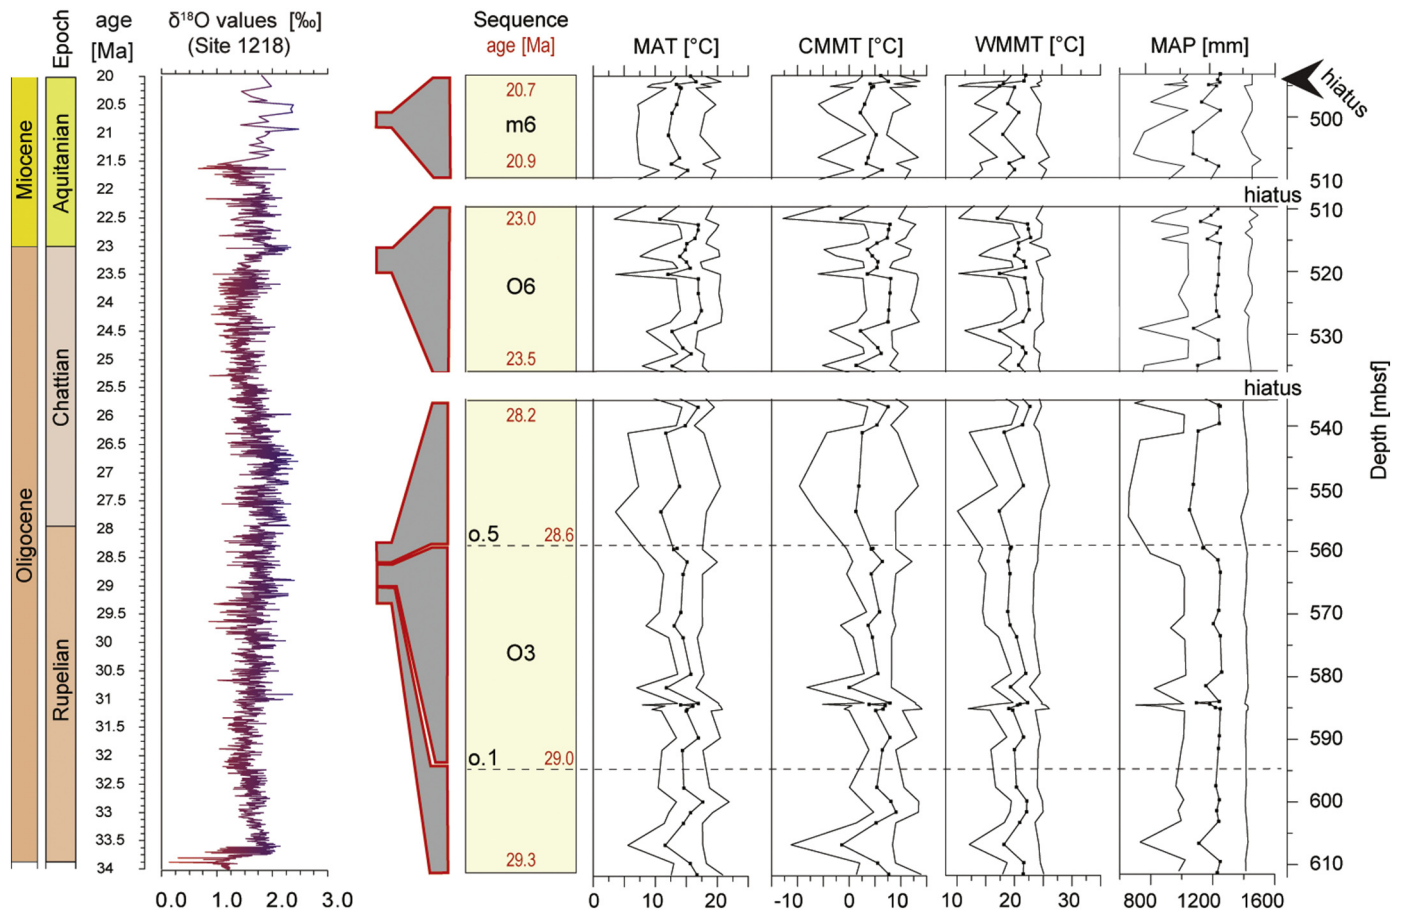 Epoch
age
[Ma]
δ¹⁸O values [‰]
(Site 1218)
Sequence
age [Ma]
MAT [°C]
CMMT [°C]
WMMT [°C]
MAP [mm]
Miocene
Oligocene
Aquitanian
Chattian
Rupelian
20
20.5
21
21.5
22
22.5
23
23.5
24
24.5
25
25.5
26
26.5
27
27.5
28
28.5
29
29.5
30
30.5
31
31.5
32
32.5
33
33.5
34
0.0 1.0 2.0 3.0
20.7
m6
20.9
23.0
O6
23.5
28.2
o.5 28.6
O3
o.1 29.0
29.3
0 10 20
-10 0 10
10 20 30
800 1200 1600
hiatus
500
510
hiatus
510
520
530
hiatus
540
550
560
570
580
590
600
610
Depth [mbsf]